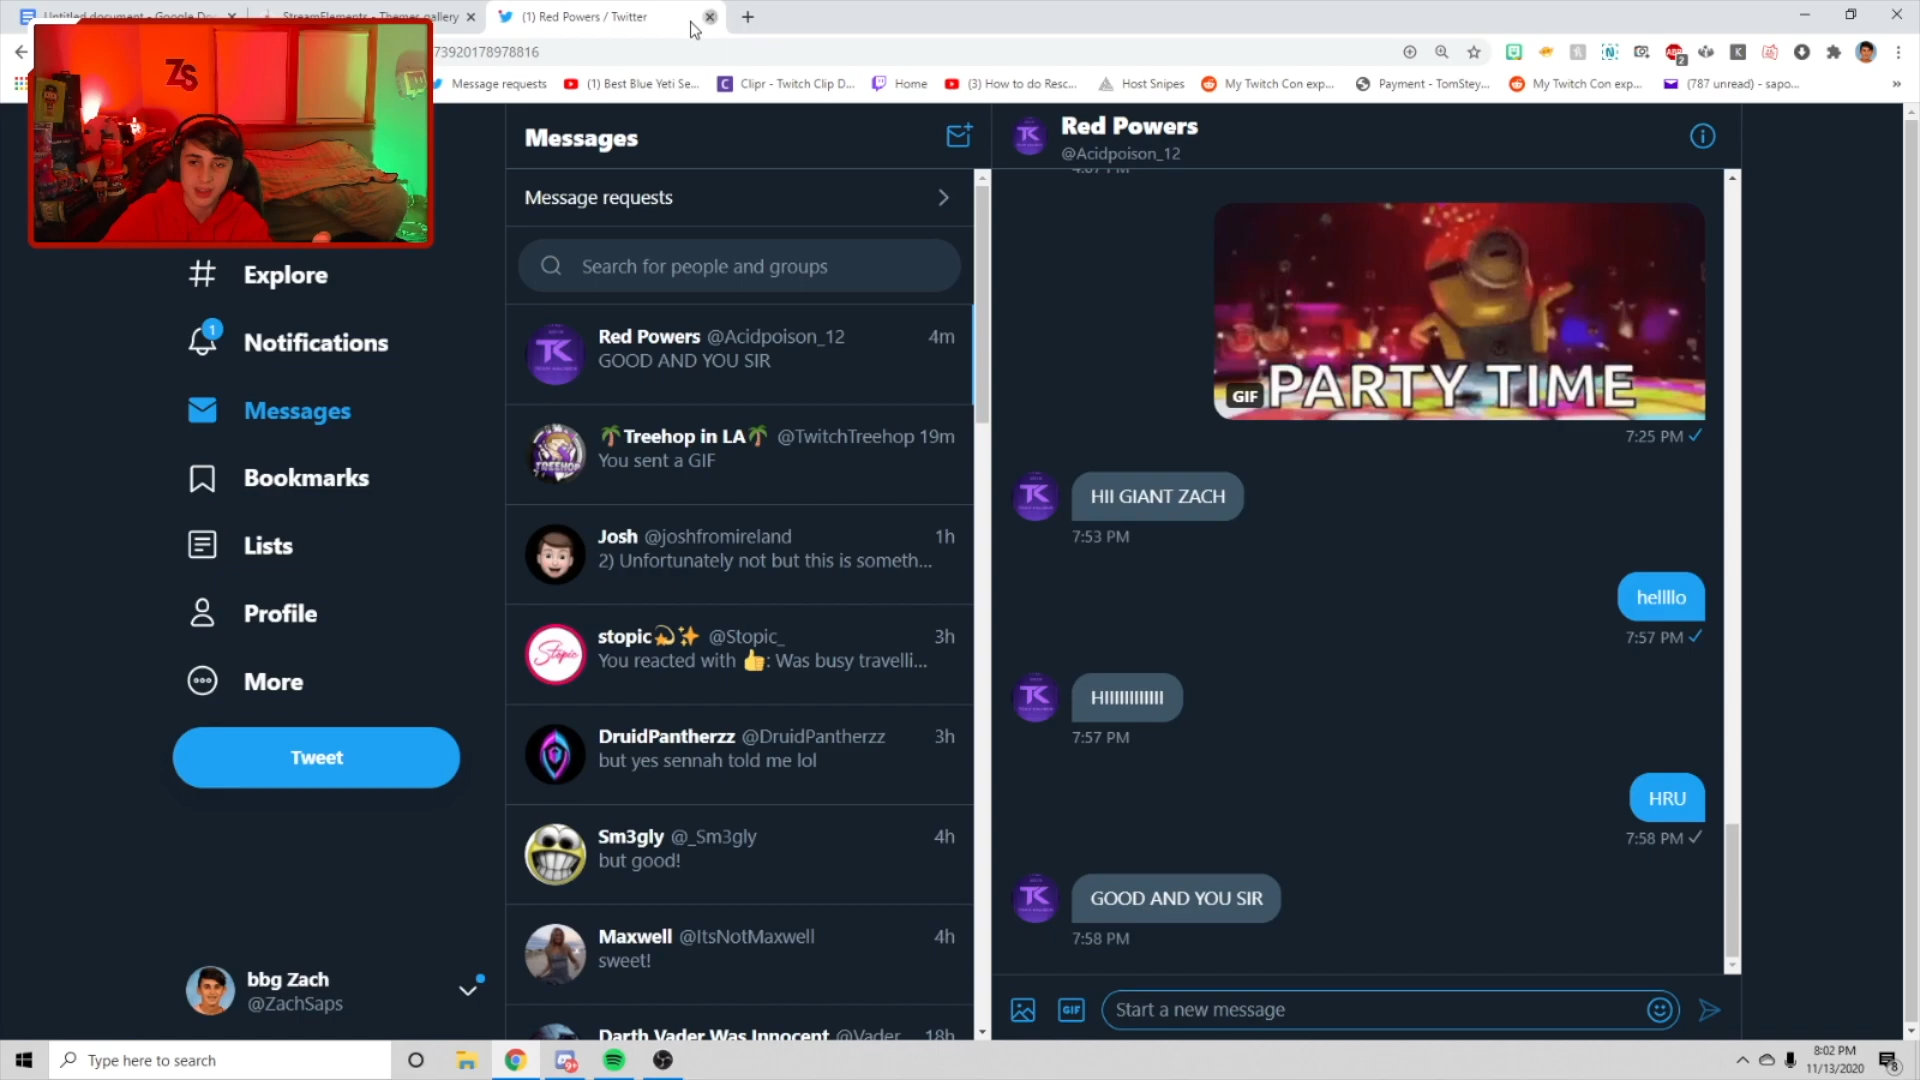 Untitled document - Google Do
StreamElements - Themes gallery
(1) Red Powers / Twitter
73920178978816
Message requests
(1) Best Blue Yeti Se...
Clipr - Twitch Clip D...
Home
(3) How to do Resc...
Host Snipes
My Twitch Con exp...
Payment - TomStey...
My Twitch Con exp...
(787 unread) - sapo...
ZS
Explore
1
Notifications
Messages
Bookmarks
Lists
Profile
More
Tweet
bbg Zach
@ZachSaps
Messages
Message requests
Search for people and groups
Red Powers @Acidpoison_12 4m
GOOD AND YOU SIR
🌴Treehop in LA🌴 @TwitchTreehop 19m
You sent a GIF
Josh @joshfromireland 1h
2) Unfortunately not but this is someth...
stopic💫✨ @Stopic_ 3h
You reacted with 👍: Was busy travelli...
DruidPantherzz @DruidPantherzz 3h
but yes sennah told me lol
Sm3gly @_Sm3gly 4h
but good!
Maxwell @ItsNotMaxwell 4h
sweet!
Darth Vader Was Innocent @Vader 18h
Red Powers
@Acidpoison_12
PARTY TIME
GIF
7:25 PM
HII GIANT ZACH
7:53 PM
hellllo
7:57 PM
HIIIIIIIIIIII
7:57 PM
HRU
7:58 PM
GOOD AND YOU SIR
7:58 PM
GIF
Start a new message
Type here to search
8:02 PM
11/13/2020